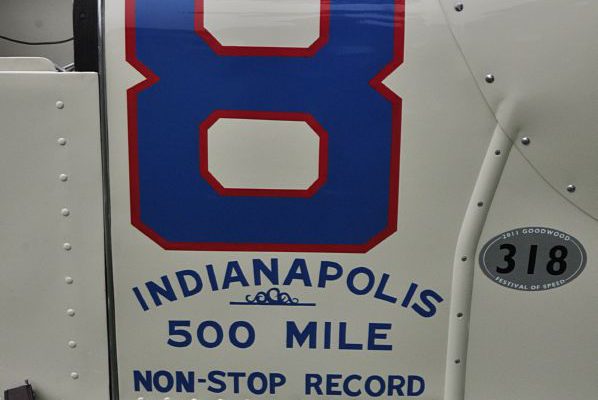 8
INDIANAPOLIS
500 MILE
NON-STOP RECORD
2011 GOODWOOD
318
FESTIVAL OF SPEED